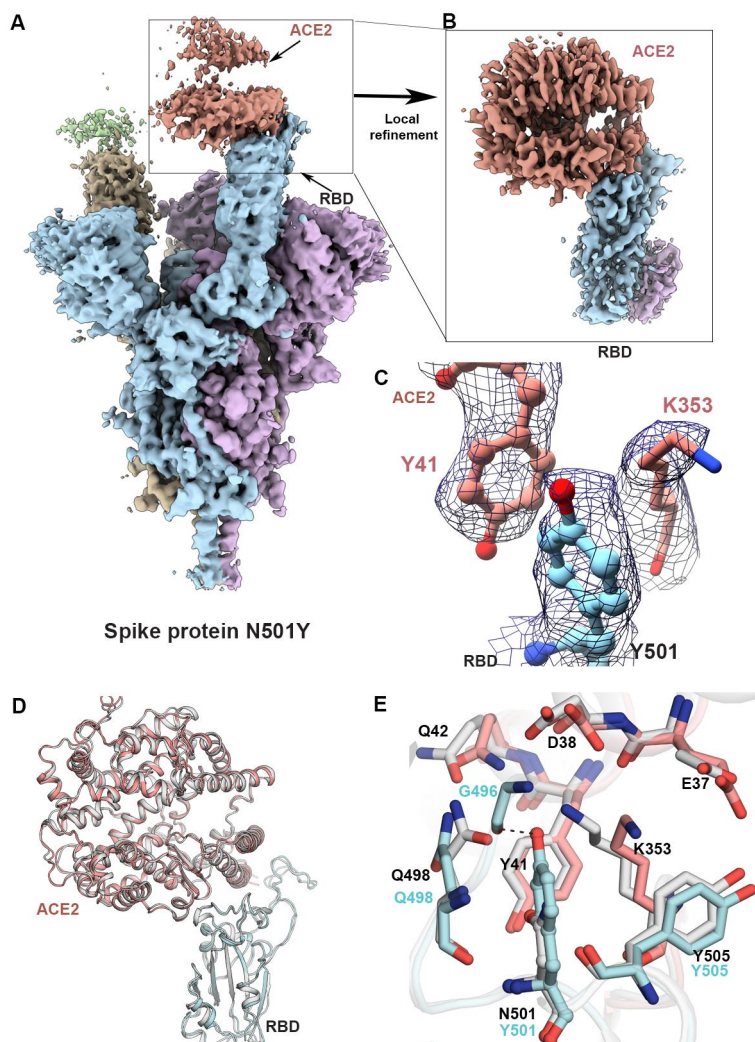 A
ACE2
B
ACE2
Local
refinement
RBD
RBD
Spike protein N501Y
C
ACE2
K353
Y41
Y501
RBD
D
ACE2
RBD
E
Q42
D38
E37
G496
K353
Y41
Q498
Q498
Y505
Y505
N501
Y501